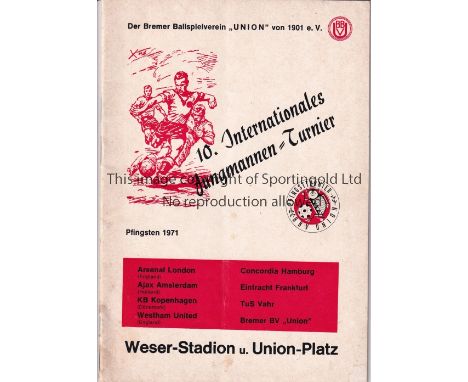 Der Bremer Ballspielverein „UNION" von 1901 e. V.
10. Internationales
Jungmannen=Turnier
This image is copyright of Sportingold Ltd
No reproduction allowed
Pfingsten 1971
Arsenal London
(England)
Concordia Hamburg
Ajax Amsterdam
(Holland)
Eintracht Frankfurt
KB Kopenhagen
(Dänemark)
TuS Vahr
Westham United
(England)
Bremer BV „Union"
Weser-Stadion u. Union-Platz